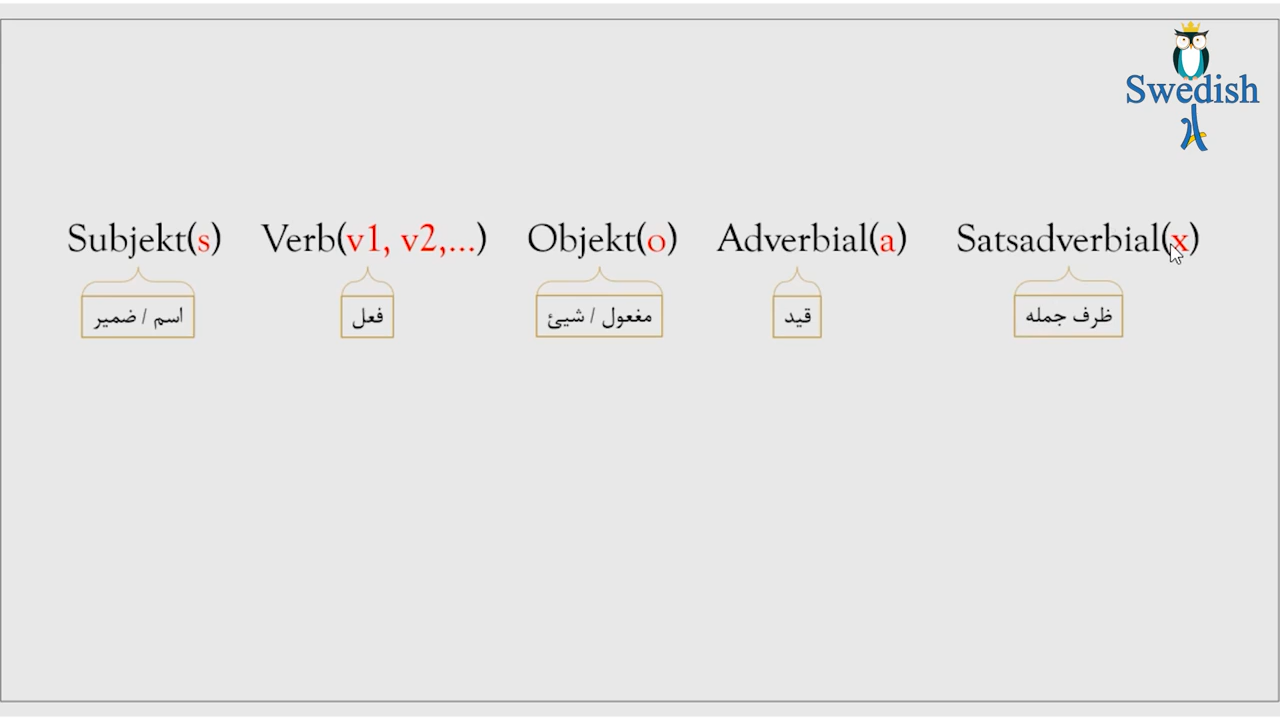 Swedish
Subjekt(s) Verb(v1, v2,...) Objekt(o) Adverbial(a) Satsadverbial(x)
اسم / ضمیر
فعل
مفعول / شیئ
قید
ظرف جمله